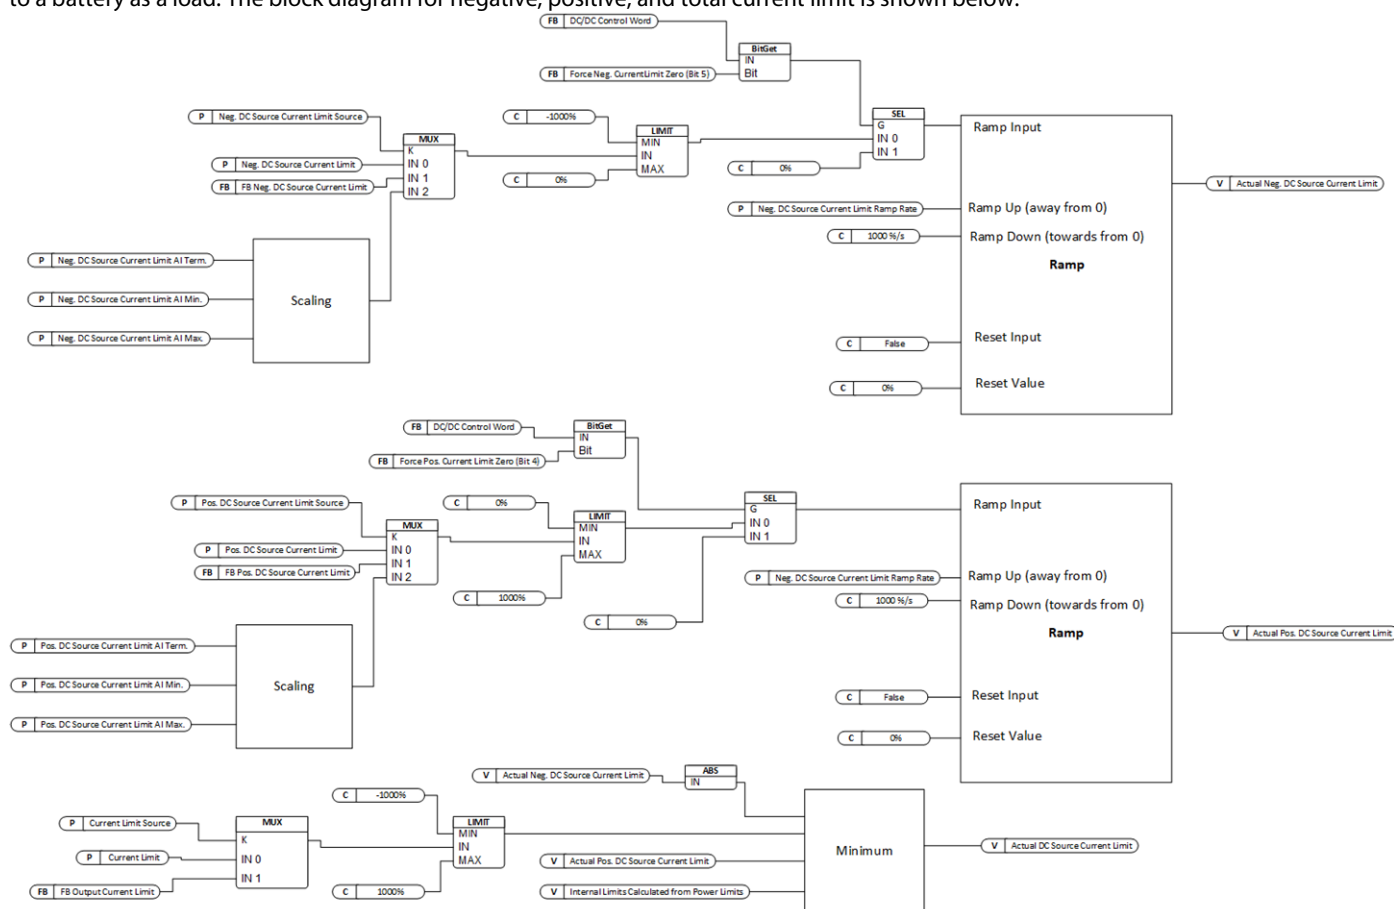 to a battery as a load. The block diagram for negative, positive, and total current limit is shown below.
FB DC/DC Control Word
BitGet
IN
FB Force Neg. CurrentLimit Zero (Bit 5)
Bit
P Neg. DC Source Current Limit Source
C -1000%
SEL
G
MUX
LIMIT
Ramp Input
K
MIN
IN 0
P Neg. DC Source Current Limit
IN 0
IN
IN 1
FB FB Neg. DC Source Current Limit
IN 1
MAX
C 0%
C 0%
IN 2
V Actual Neg. DC Source Current Limit
P Neg. DC Source Current Limit Ramp Rate
Ramp Up (away from 0)
C 1000 %/s
Ramp Down (towards from 0)
Ramp
P Neg. DC Source Current Limit AI Term.
P Neg. DC Source Current Limit AI Min.
Scaling
P Neg. DC Source Current Limit AI Max.
C False
Reset Input
C 0%
Reset Value
FB DC/DC Control Word
BitGet
IN
Bit
FB Force Pos. Current Limit Zero (Bit 4)
P Pos. DC Source Current Limit Source
C 0%
SEL
G
MUX
LIMIT
Ramp Input
K
MIN
IN 0
P Pos. DC Source Current Limit
IN 0
IN
IN 1
FB FB Pos. DC Source Current Limit
IN 1
MAX
IN 2
C 1000%
C 0%
P Neg. DC Source Current Limit Ramp Rate
Ramp Up (away from 0)
C 1000 %/s
Ramp Down (towards from 0)
Ramp
V Actual Pos. DC Source Current Limit
P Pos. DC Source Current Limit AI Term.
P Pos. DC Source Current Limit AI Min.
Scaling
P Pos. DC Source Current Limit AI Max.
C False
Reset Input
C 0%
Reset Value
V Actual Neg. DC Source Current Limit
ABS
IN
C -1000%
P Current Limit Source
MUX
LIMIT
K
MIN
IN
P Current Limit
IN 0
MAX
FB FB Output Current Limit
IN 1
C 1000%
V Actual Pos. DC Source Current Limit
V Internal Limits Calculated from Power Limits
Minimum
V Actual DC Source Current Limit